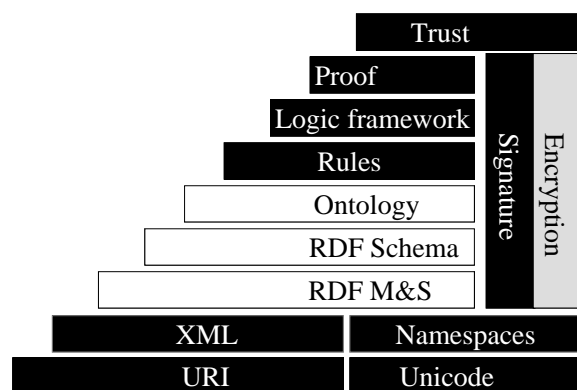 Trust
Proof
Logic framework
Rules
Ontology
RDF Schema
RDF M&S
Signature
Encryption
XML
Namespaces
URI
Unicode